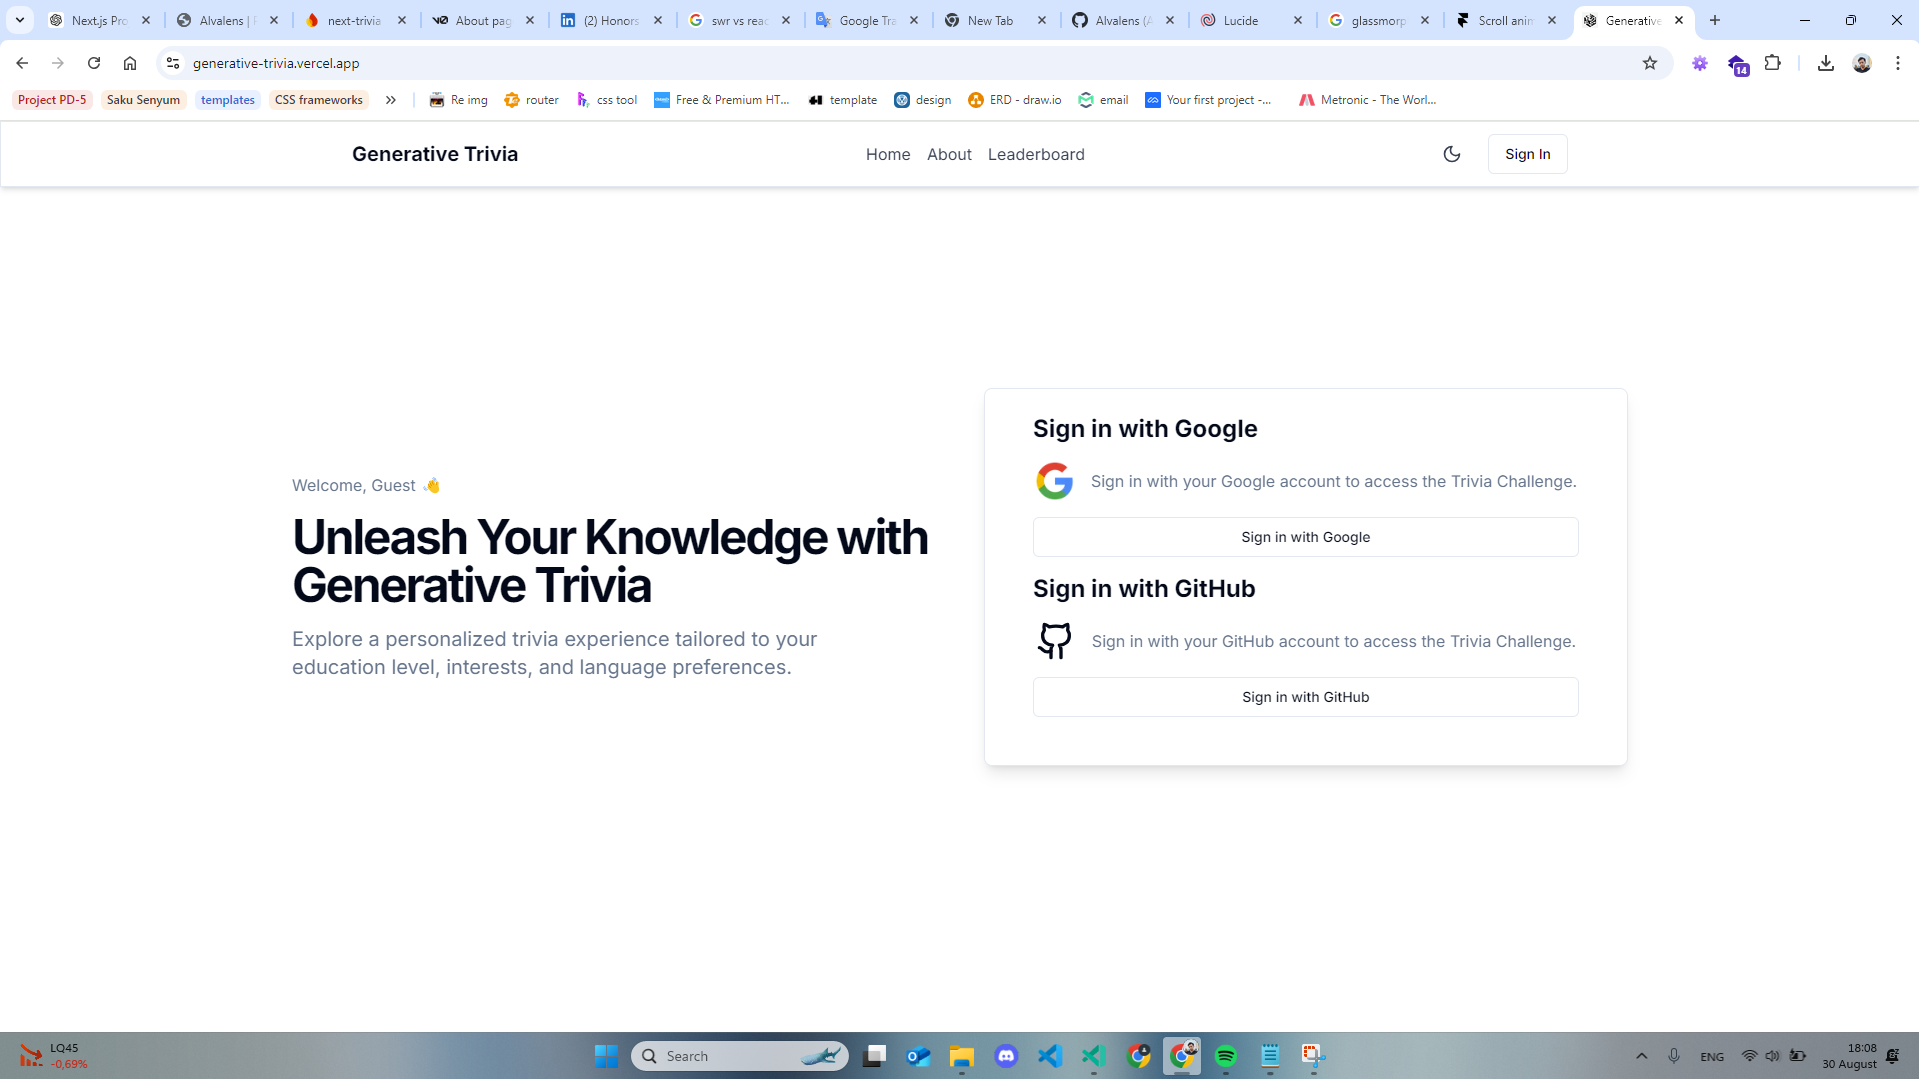 Next.js Pro
Alvalens | F
next-trivia
About pag
(2) Honors
swr vs reac
Google Tra
New Tab
Alvalens (A
Lucide
glassmorp
Scroll anim
Generative
generative-trivia.vercel.app
14
Project PD-5
Saku Senyum
templates
CSS frameworks
Re img
router
css tool
Free & Premium HT...
template
design
ERD - draw.io
email
Your first project -...
Metronic - The Worl...
Generative Trivia
Home
About
Leaderboard
Sign In
Welcome, Guest 👋
Unleash Your Knowledge with
Generative Trivia
Explore a personalized trivia experience tailored to your
education level, interests, and language preferences.
Sign in with Google
Sign in with your Google account to access the Trivia Challenge.
Sign in with Google
Sign in with GitHub
Sign in with your GitHub account to access the Trivia Challenge.
Sign in with GitHub
LQ45
-0,69%
Search
ENG
18:08
30 August